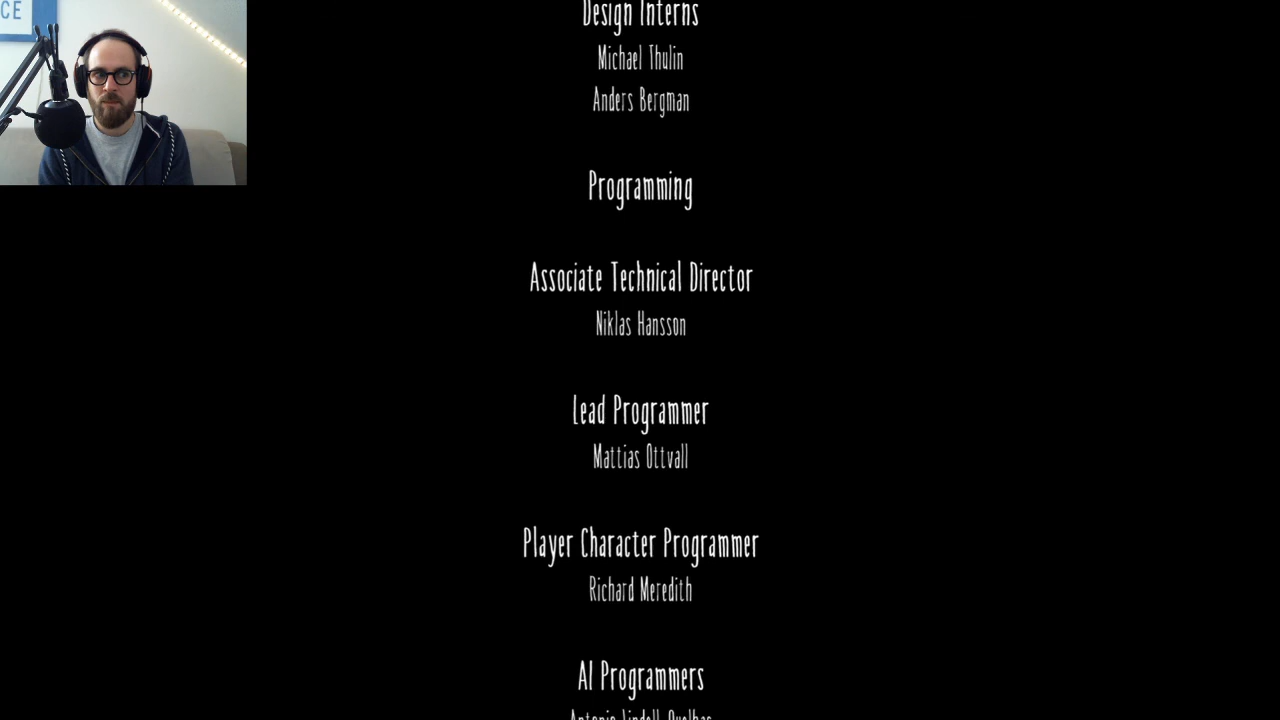 CE
Design Interns
Michael Thulin
Anders Bergman
Programming
Associate Technical Director
Niklas Hansson
Lead Programmer
Mattias Ottvall
Player Character Programmer
Richard Meredith
AI Programmers